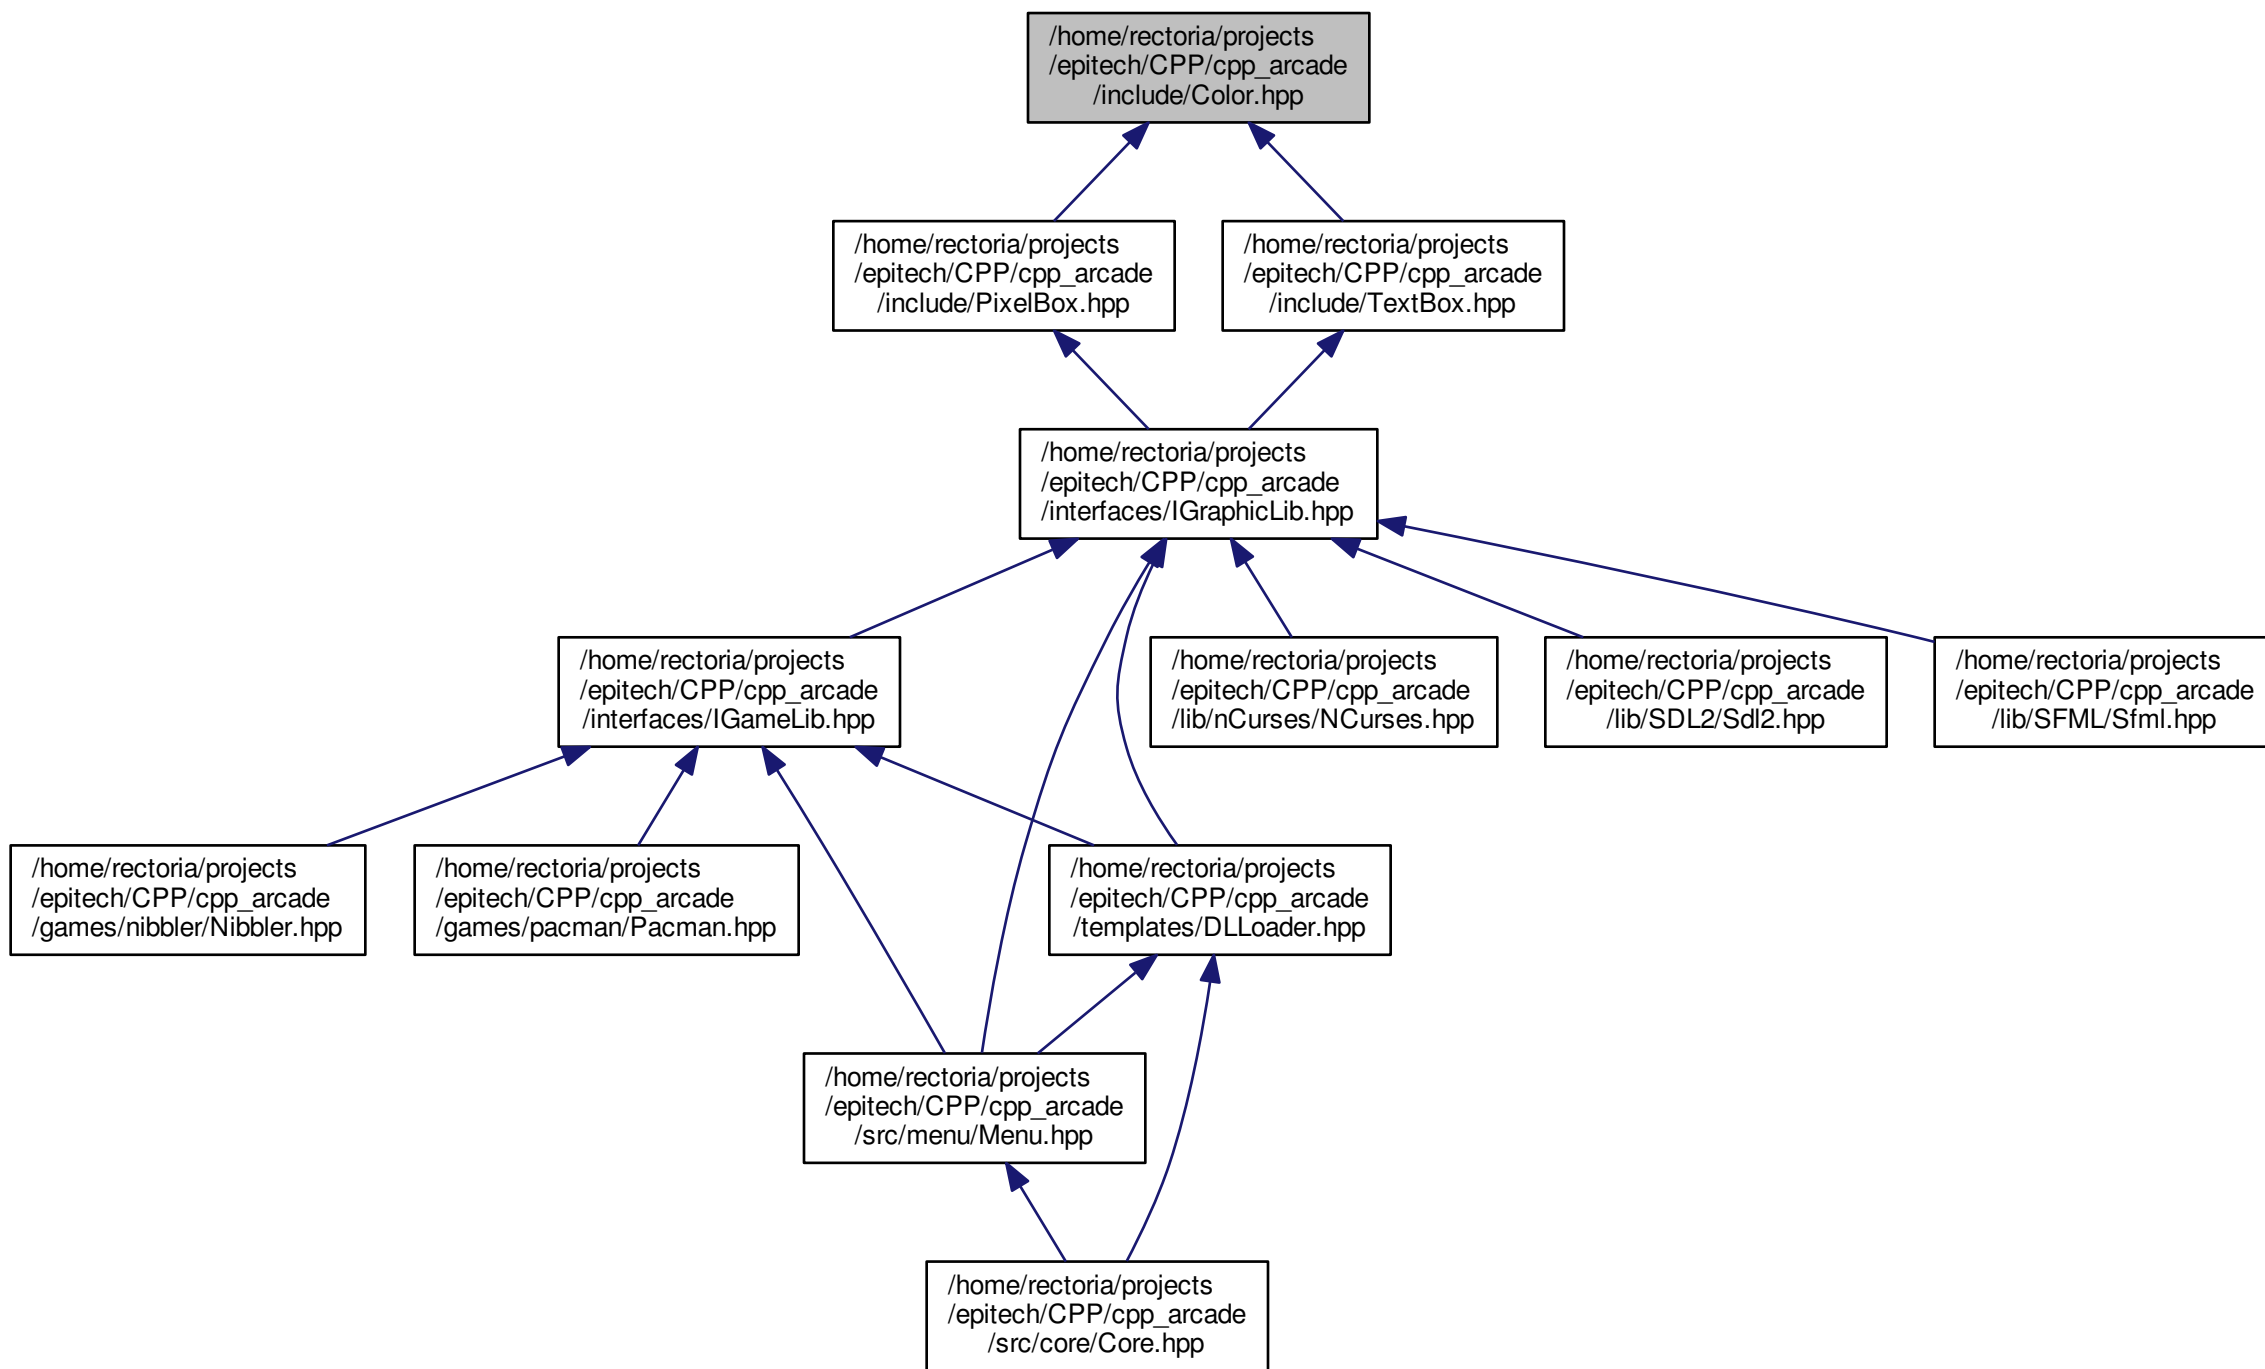 /home/rectoria/projects
/epitech/CPP/cpp_arcade
/include/Color.hpp
/home/rectoria/projects
/epitech/CPP/cpp_arcade
/include/PixelBox.hpp
/home/rectoria/projects
/epitech/CPP/cpp_arcade
/include/TextBox.hpp
/home/rectoria/projects
/epitech/CPP/cpp_arcade
/interfaces/IGraphicLib.hpp
/home/rectoria/projects
/epitech/CPP/cpp_arcade
/interfaces/IGameLib.hpp
/home/rectoria/projects
/epitech/CPP/cpp_arcade
/lib/nCurses/NCurses.hpp
/home/rectoria/projects
/epitech/CPP/cpp_arcade
/lib/SDL2/Sdl2.hpp
/home/rectoria/projects
/epitech/CPP/cpp_arcade
/lib/SFML/Sfml.hpp
/home/rectoria/projects
/epitech/CPP/cpp_arcade
/games/nibbler/Nibbler.hpp
/home/rectoria/projects
/epitech/CPP/cpp_arcade
/games/pacman/Pacman.hpp
/home/rectoria/projects
/epitech/CPP/cpp_arcade
/templates/DLLoader.hpp
/home/rectoria/projects
/epitech/CPP/cpp_arcade
/src/menu/Menu.hpp
/home/rectoria/projects
/epitech/CPP/cpp_arcade
/src/core/Core.hpp